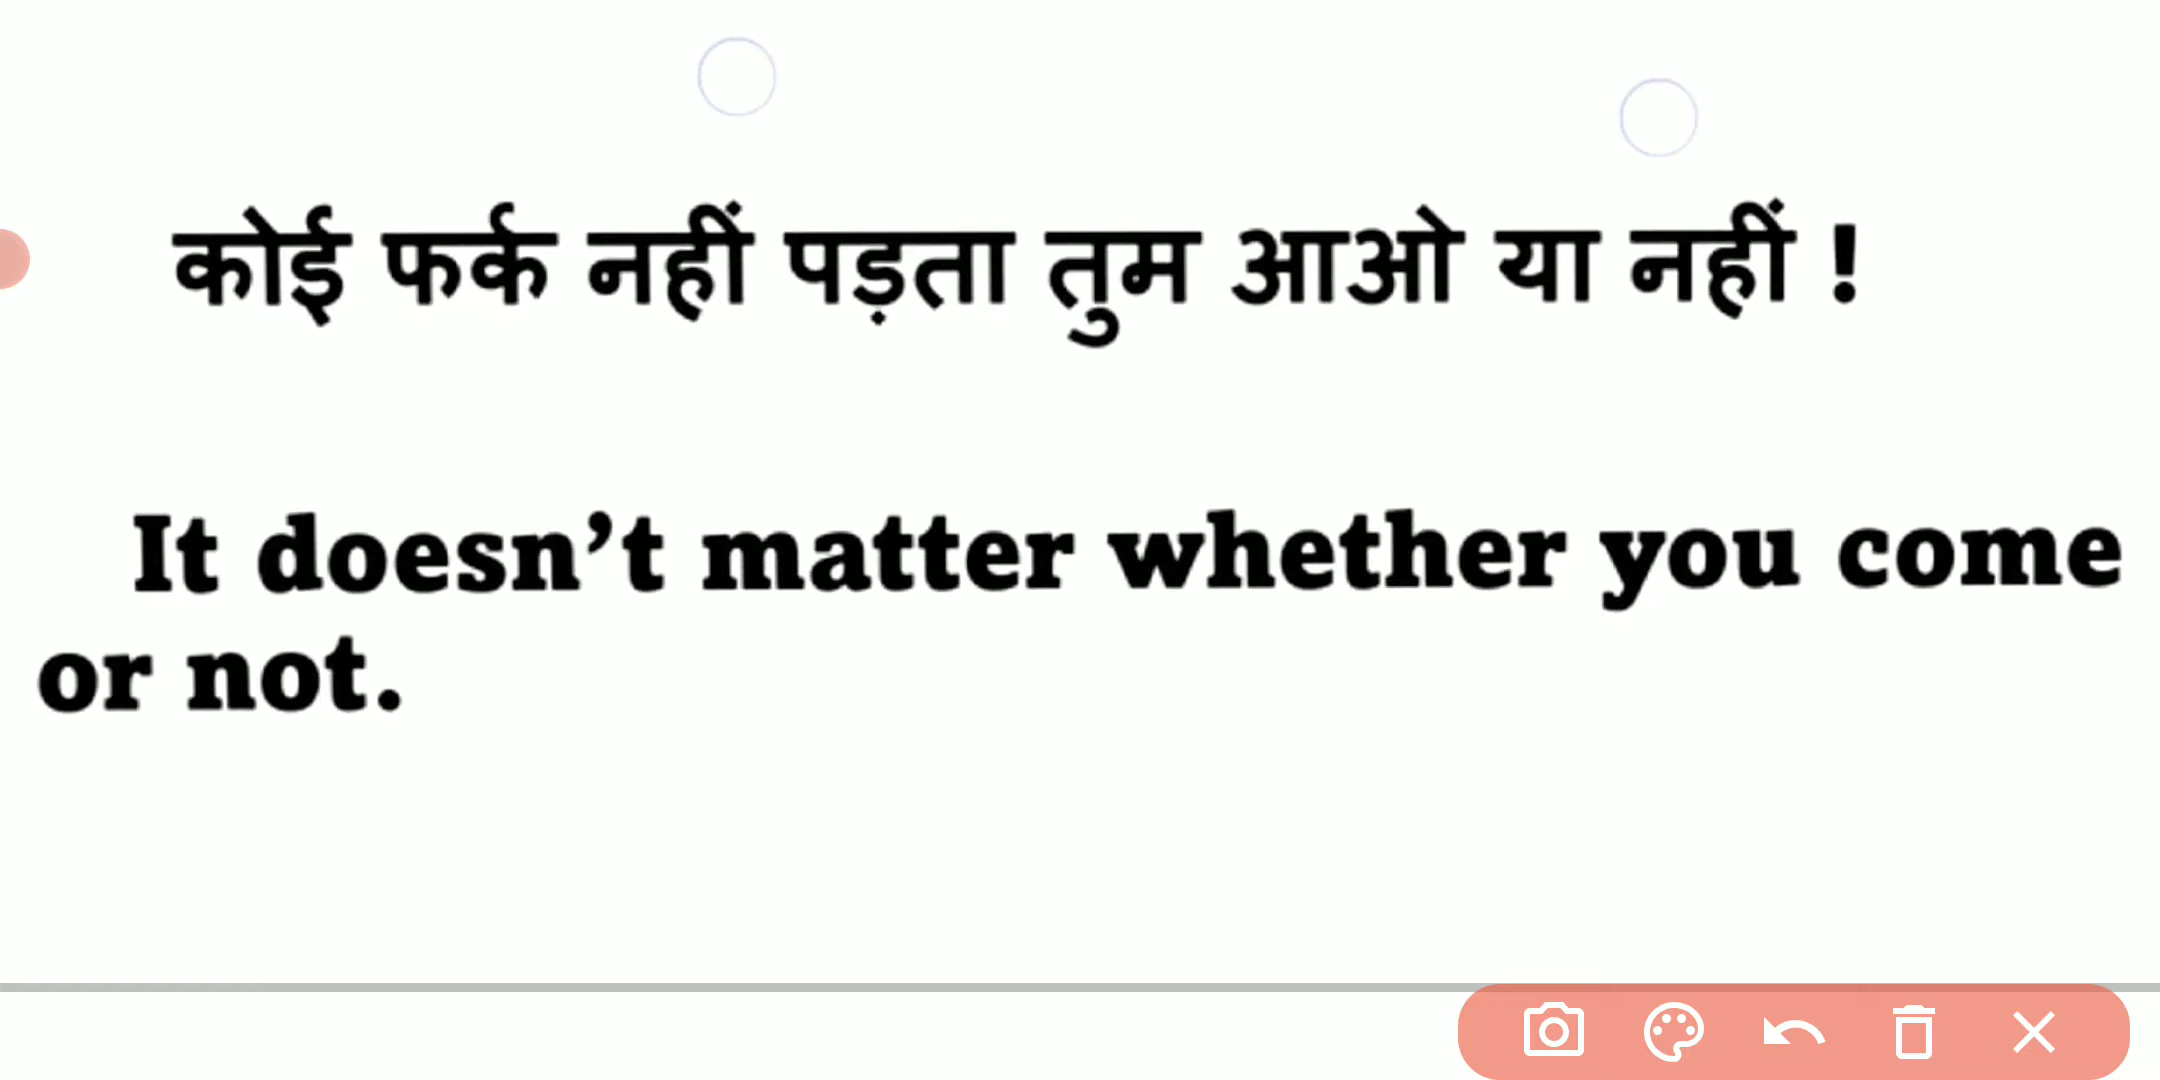 कोई फर्क नहीं पड़ता तुम आओ या नहीं !
It doesn’t matter whether you come
or not.